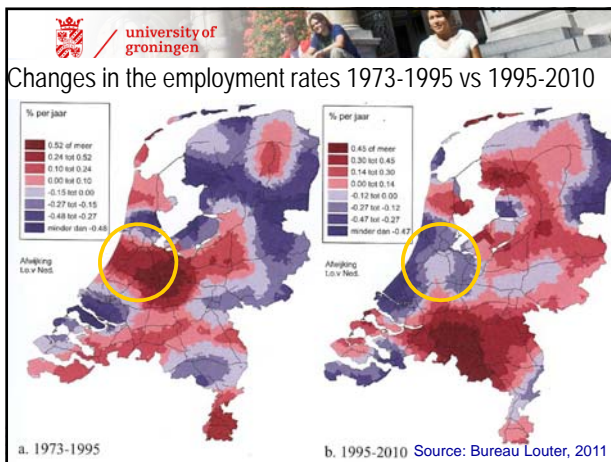 university of
groningen
Changes in the employment rates 1973-1995 vs 1995-2010
% per jaar
0.52 of meer
0.24 tot 0.52
0.10 tot 0.24
0.00 tot 0.10
-0.15 tot 0.00
-0.27 tot -0.15
-0.48 tot -0.27
minder dan -0.48
Afwijking
t.o.v Ned.
a. 1973-1995
% per jaar
0.45 of meer
0.30 tot 0.45
0.14 tot 0.30
0.00 tot 0.14
-0.12 tot 0.00
-0.27 tot -0.12
-0.47 tot -0.27
minder dan -0.47
Afwijking
t.o.v Ned.
b. 1995-2010
Source: Bureau Louter, 2011